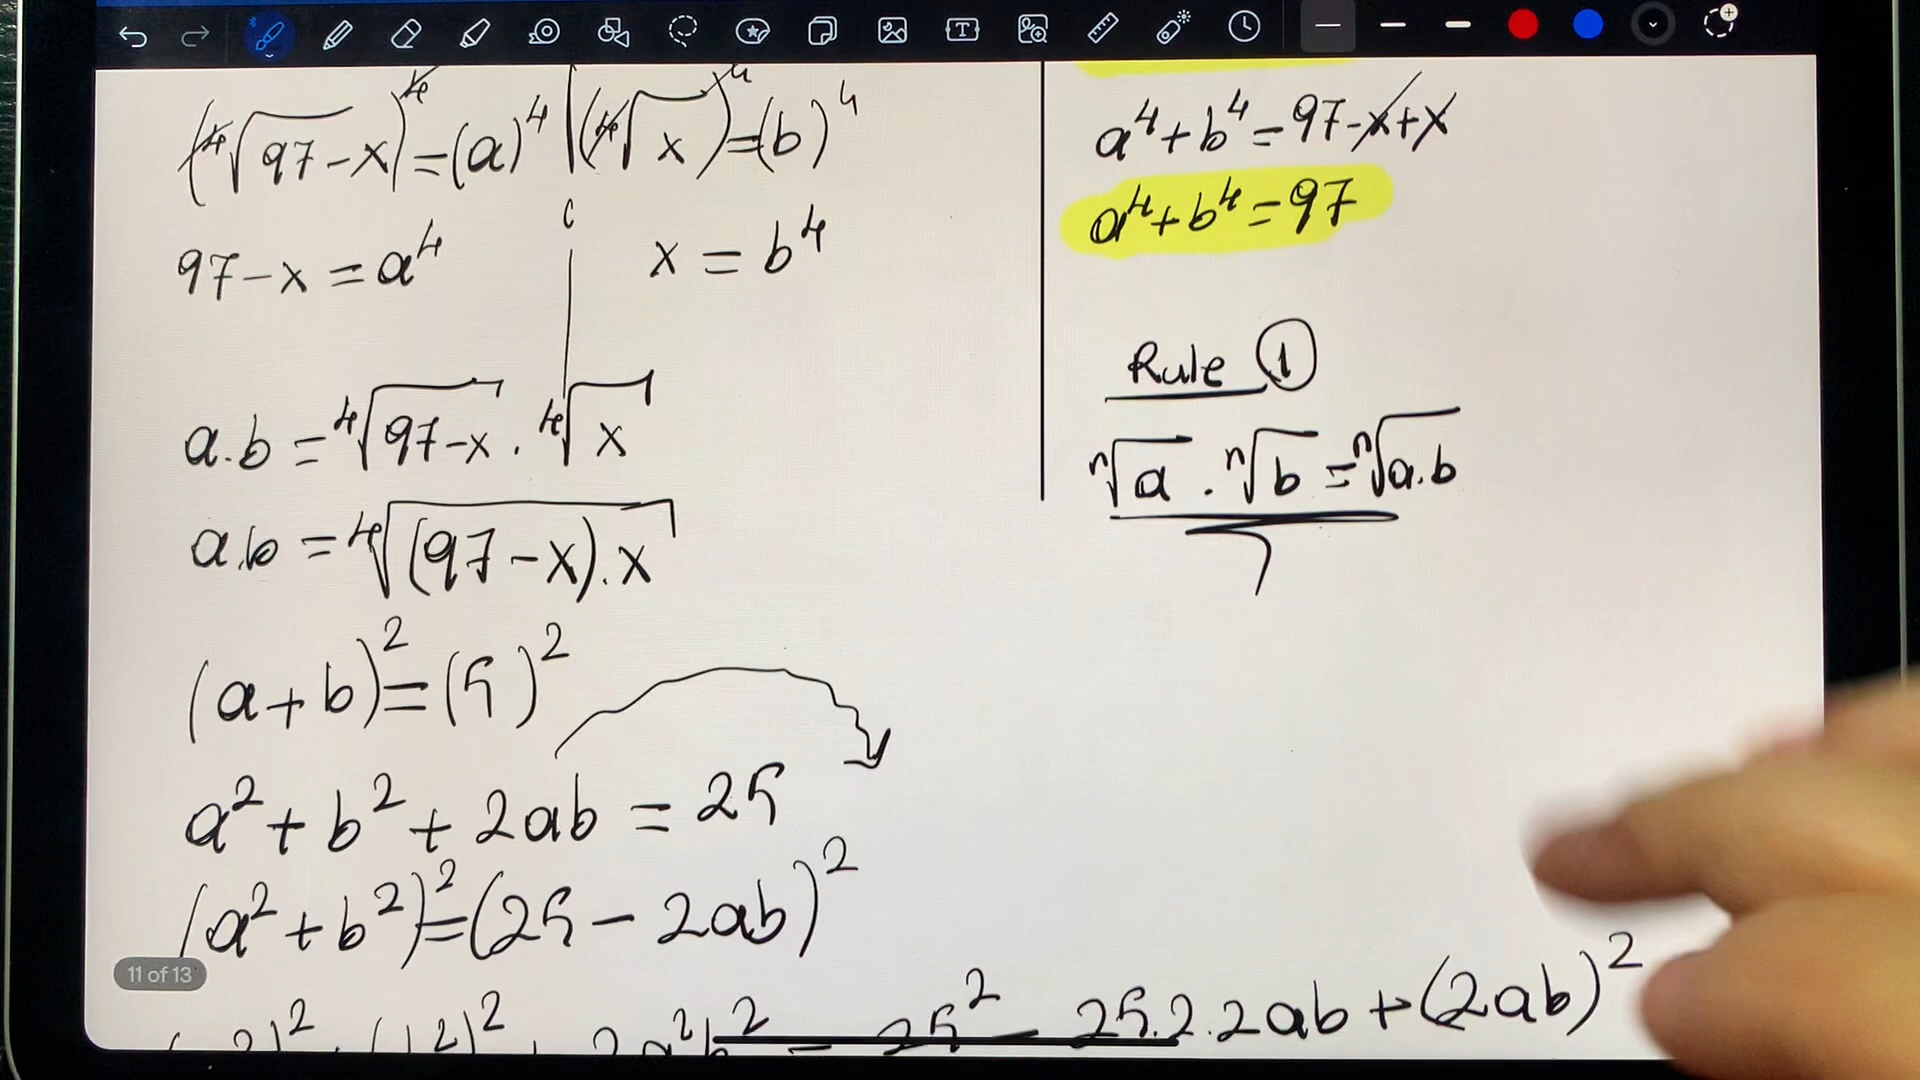 (⁴√97-x)⁴=(a)⁴ | (⁴√x)⁴=(b)⁴
97-x=a⁴
x=b⁴
a.b=⁴√97-x . ⁴√x
a.b=⁴√(97-x).x
(a+b)²=(5)²
a²+b²+2ab=25
(a²+b²)²=(25-2ab)²
25² - 25.2.2ab+(2ab)²
a⁴+b⁴=97-x+x
a⁴+b⁴=97
Rule ①
ⁿ√a . ⁿ√b=ⁿ√a.b
11 of 13